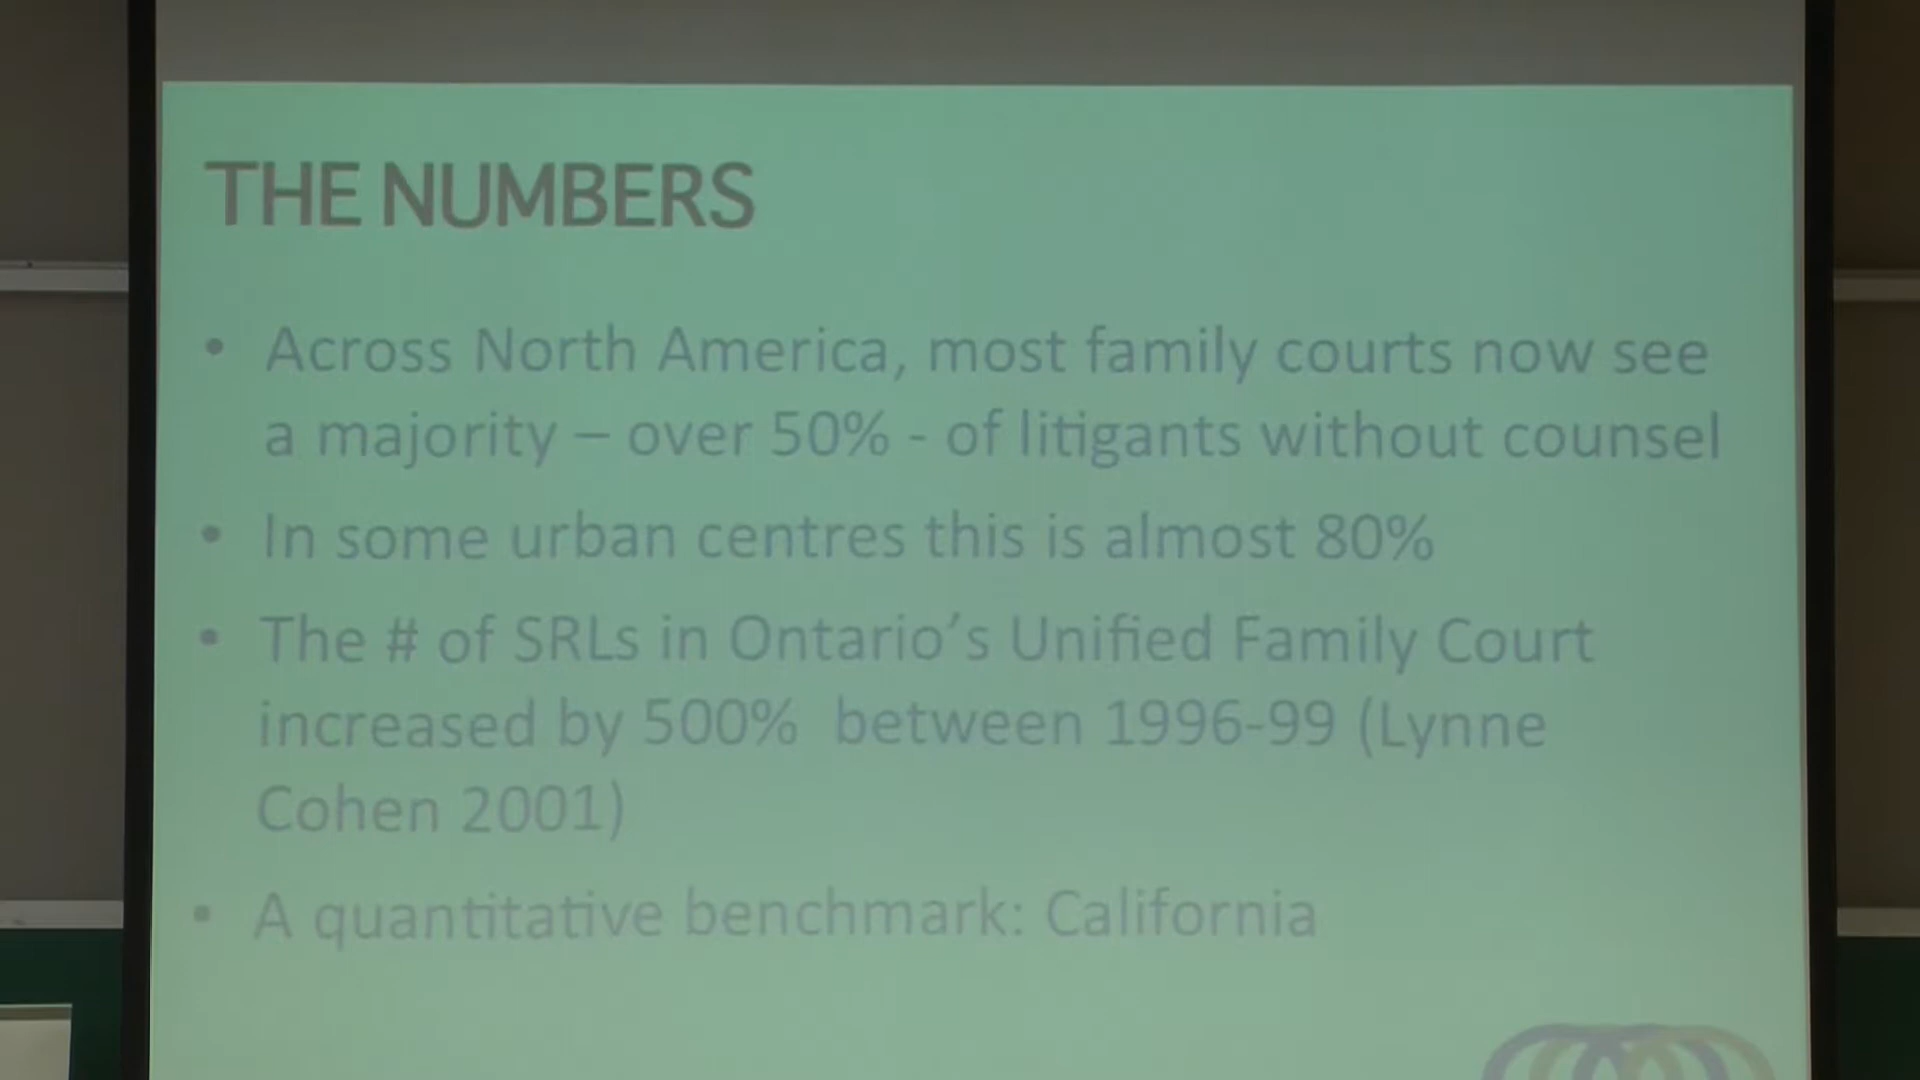 THE NUMBERS
• Across North America, most family courts now see
a majority – over 50% - of litigants without counsel
• In some urban centres this is almost 80%
• The # of SRLs in Ontario's Unified Family Court
increased by 500%  between 1996-99 (Lynne
Cohen 2001)
• A quantitative benchmark: California